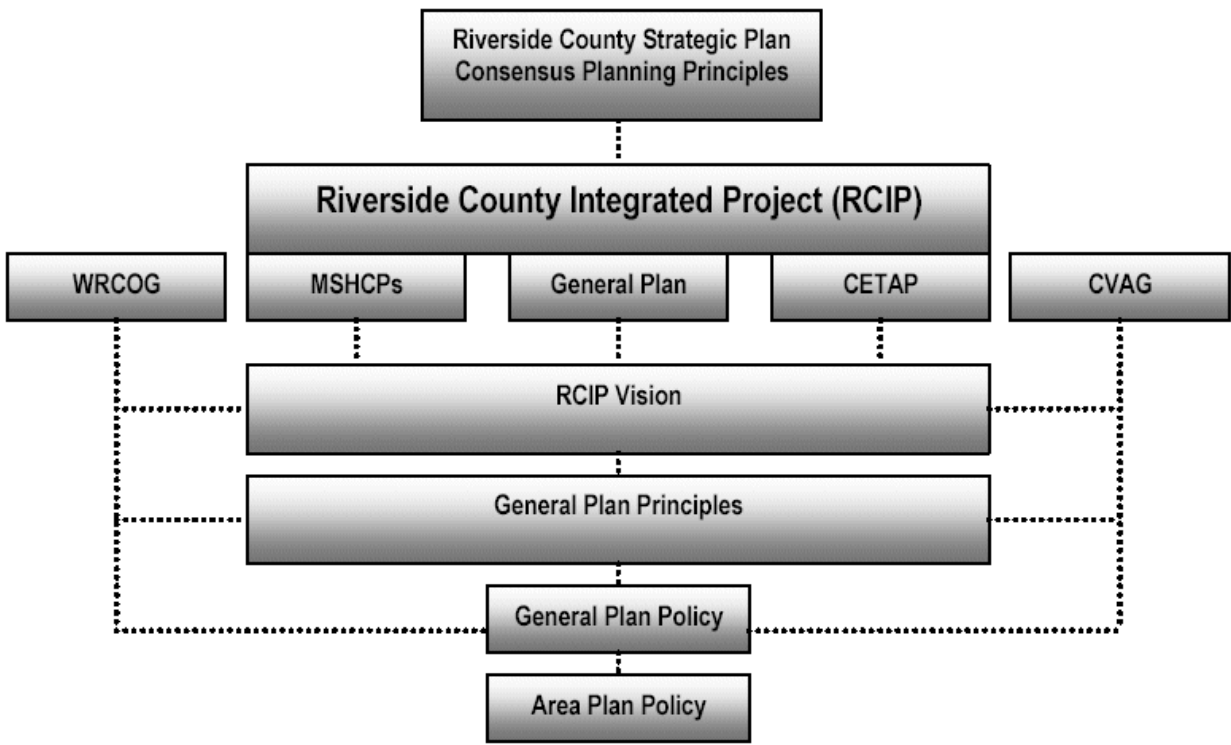 Riverside County Strategic Plan
Consensus Planning Principles
Riverside County Integrated Project (RCIP)
WRCOG
MSHCPs
General Plan
CETAP
CVAG
RCIP Vision
General Plan Principles
General Plan Policy
Area Plan Policy